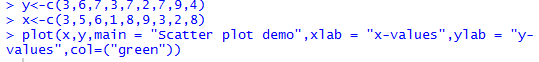 > y<-c(3,6,7,3,7,2,7,9,4)
> x<-c(3,5,6,1,8,9,3,2,8)
> plot(x,y,main = "Scatter plot demo",xlab = "x-values",ylab = "y-
values",col=("green"))